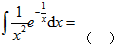 ∫ 1/x² e^(-1/x) dx = （ ）